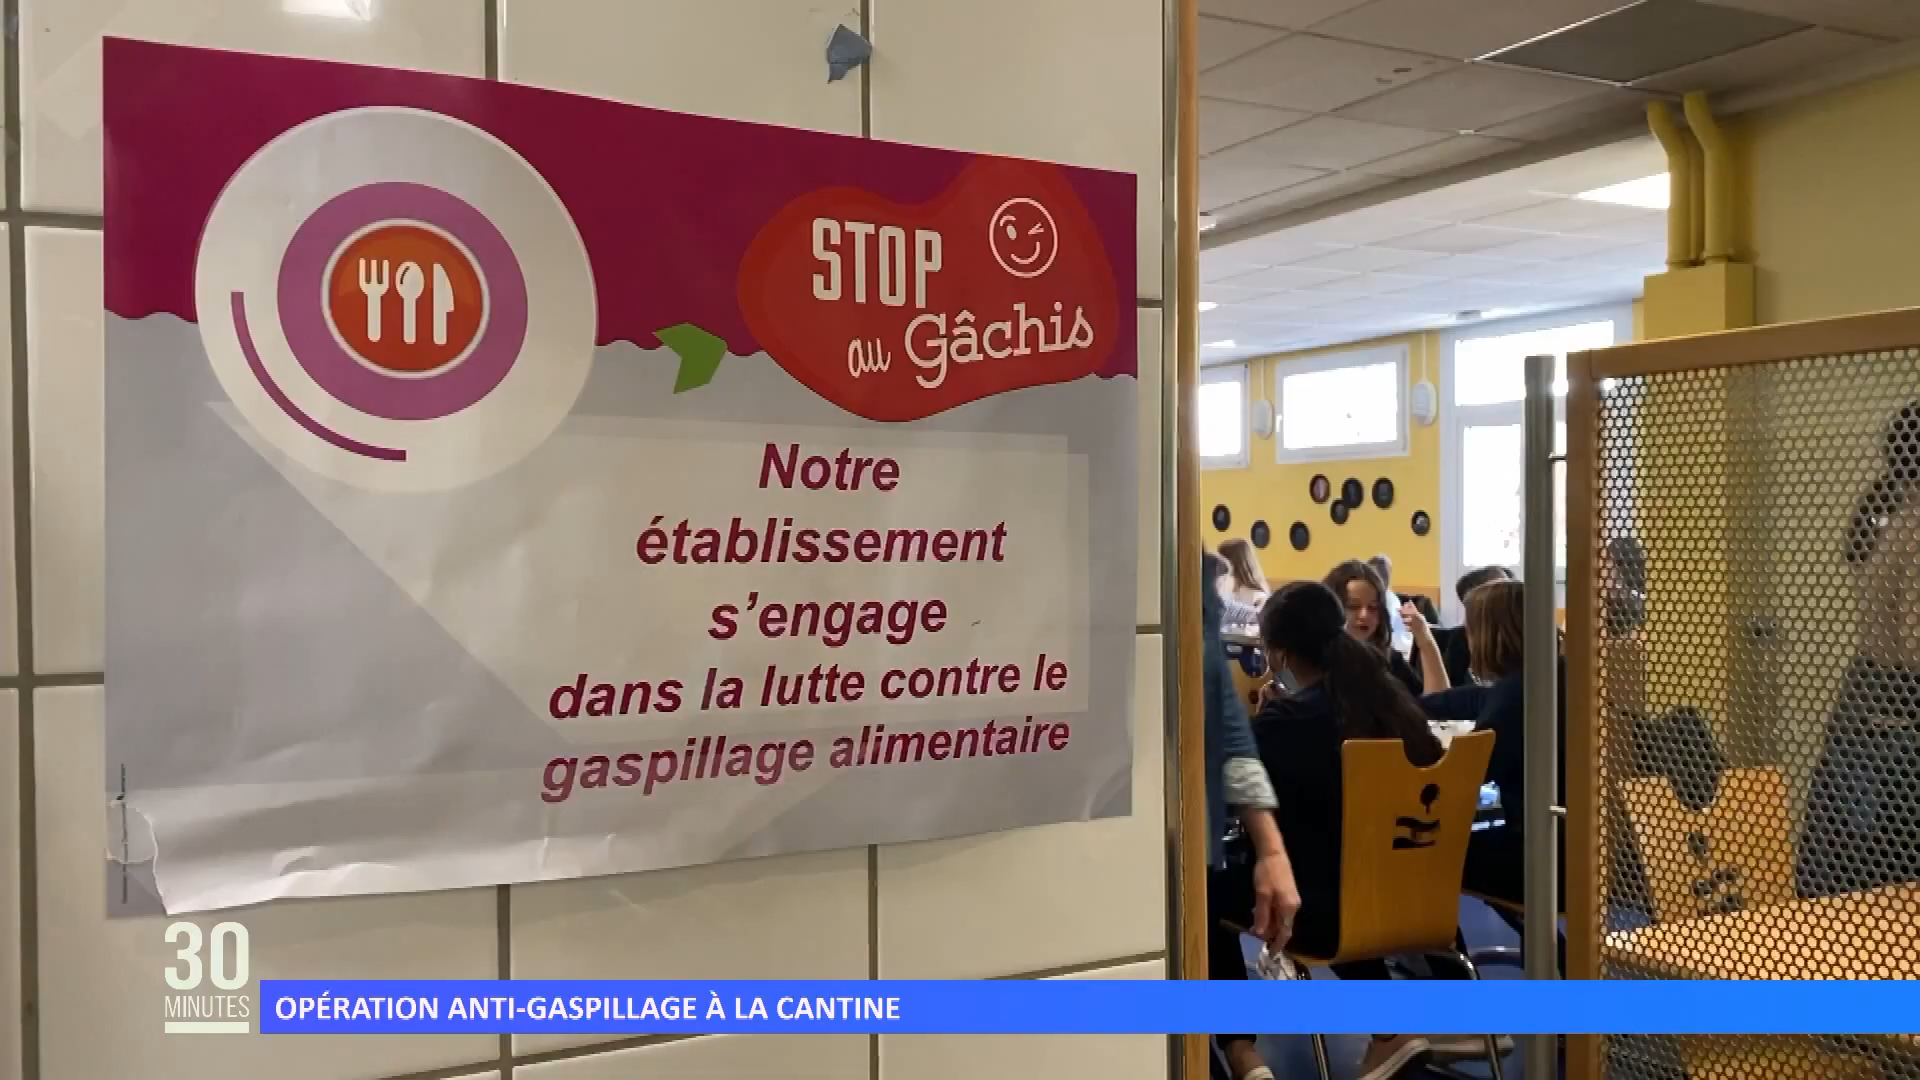 STOP
au Gâchis
Notre
établissement
s'engage
dans la lutte contre le
gaspillage alimentaire
30
MINUTES
OPÉRATION ANTI-GASPILLAGE À LA CANTINE